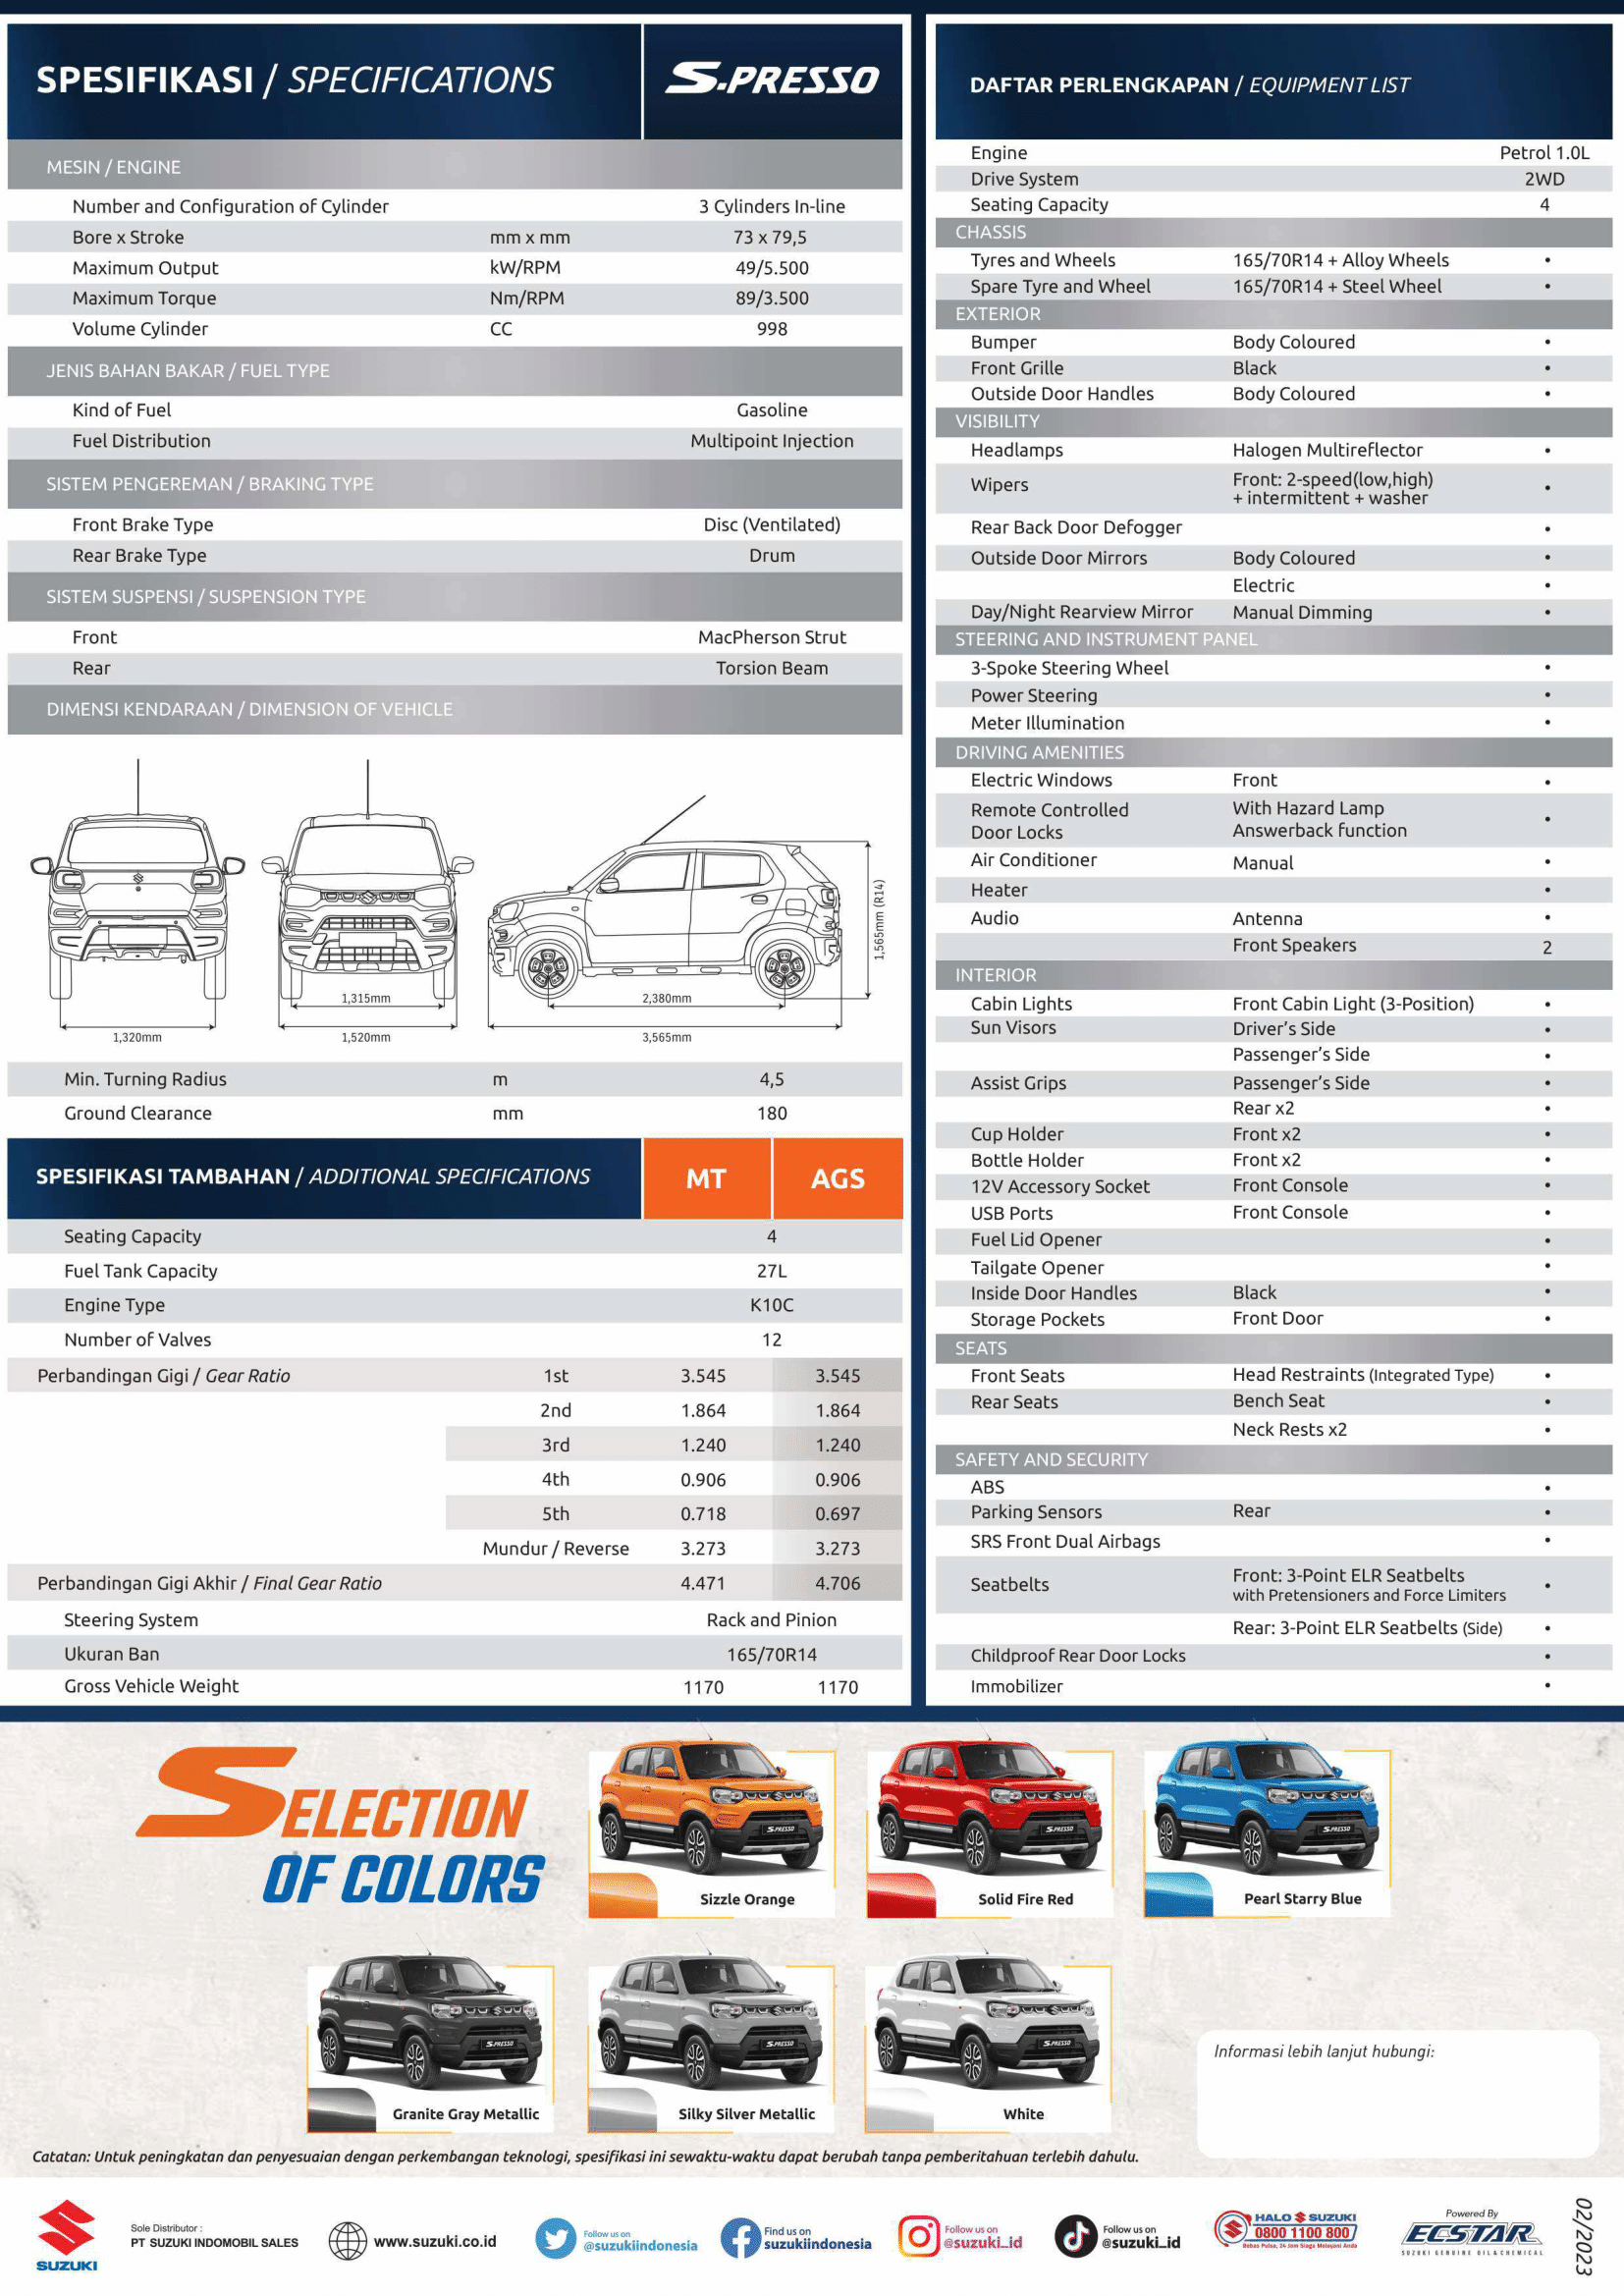 SPESIFIKASI / SPECIFICATIONS
S-PRESSO
MESIN / ENGINE
Number and Configuration of Cylinder 3 Cylinders In-line
Bore x Stroke mm x mm 73 x 79,5
Maximum Output kW/RPM 49/5.500
Maximum Torque Nm/RPM 89/3.500
Volume Cylinder CC 998
JENIS BAHAN BAKAR / FUEL TYPE
Kind of Fuel Gasoline
Fuel Distribution Multipoint Injection
SISTEM PENGEREMAN / BRAKING TYPE
Front Brake Type Disc (Ventilated)
Rear Brake Type Drum
SISTEM SUSPENSI / SUSPENSION TYPE
Front MacPherson Strut
Rear Torsion Beam
DIMENSI KENDARAAN / DIMENSION OF VEHICLE
1,565mm (R14)
1,315mm 2,380mm
1,320mm 1,520mm 3,565mm
Min. Turning Radius m 4,5
Ground Clearance mm 180
SPESIFIKASI TAMBAHAN / ADDITIONAL SPECIFICATIONS MT AGS
Seating Capacity 4
Fuel Tank Capacity 27L
Engine Type K10C
Number of Valves 12
Perbandingan Gigi / Gear Ratio 1st 3.545 3.545
2nd 1.864 1.864
3rd 1.240 1.240
4th 0.906 0.906
5th 0.718 0.697
Mundur / Reverse 3.273 3.273
Perbandingan Gigi Akhir / Final Gear Ratio 4.471 4.706
Steering System Rack and Pinion
Ukuran Ban 165/70R14
Gross Vehicle Weight 1170 1170
DAFTAR PERLENGKAPAN / EQUIPMENT LIST
Engine Petrol 1.0L
Drive System 2WD
Seating Capacity 4
CHASSIS
Tyres and Wheels 165/70R14 + Alloy Wheels •
Spare Tyre and Wheel 165/70R14 + Steel Wheel •
EXTERIOR
Bumper Body Coloured •
Front Grille Black •
Outside Door Handles Body Coloured •
VISIBILITY
Headlamps Halogen Multireflector •
Wipers Front: 2-speed(low,high)
+ intermittent + washer •
Rear Back Door Defogger •
Outside Door Mirrors Body Coloured •
Electric •
Day/Night Rearview Mirror Manual Dimming •
STEERING AND INSTRUMENT PANEL
3-Spoke Steering Wheel •
Power Steering •
Meter Illumination •
DRIVING AMENITIES
Electric Windows Front •
Remote Controlled With Hazard Lamp
Door Locks Answerback function •
Air Conditioner Manual •
Heater •
Audio Antenna •
Front Speakers 2
INTERIOR
Cabin Lights Front Cabin Light (3-Position) •
Sun Visors Driver's Side •
Passenger's Side •
Assist Grips Passenger's Side •
Rear x2 •
Cup Holder Front x2 •
Bottle Holder Front x2 •
12V Accessory Socket Front Console •
USB Ports Front Console •
Fuel Lid Opener •
Tailgate Opener •
Inside Door Handles Black •
Storage Pockets Front Door •
SEATS
Front Seats Head Restraints (Integrated Type) •
Rear Seats Bench Seat •
Neck Rests x2 •
SAFETY AND SECURITY
ABS •
Parking Sensors Rear •
SRS Front Dual Airbags •
Seatbelts Front: 3-Point ELR Seatbelts
with Pretensioners and Force Limiters •
Rear: 3-Point ELR Seatbelts (Side) •
Childproof Rear Door Locks •
Immobilizer •
SELECTION
OF COLORS
S-PRESSO S-PRESSO S-PRESSO
Sizzle Orange Solid Fire Red Pearl Starry Blue
S-PRESSO S-PRESSO S-PRESSO
Granite Gray Metallic Silky Silver Metallic White
Informasi lebih lanjut hubungi:
Catatan: Untuk peningkatan dan penyesuaian dengan perkembangan teknologi, spesifikasi ini sewaktu-waktu dapat berubah tanpa pemberitahuan terlebih dahulu.
SUZUKI
Sole Distributor :
PT SUZUKI INDOMOBIL SALES
www.suzuki.co.id
Follow us on
@suzukiindonesia
Find us on
suzukiindonesia
Follow us on
@suzuki_id
Follow us on
@suzuki_id
HALO SUZUKI
0800 1100 800
Bebas Pulsa, 24 Jam Siaga Melayani Anda
Powered By
ECSTAR
SUZUKI GENUINE OIL & CHEMICAL
02/2023